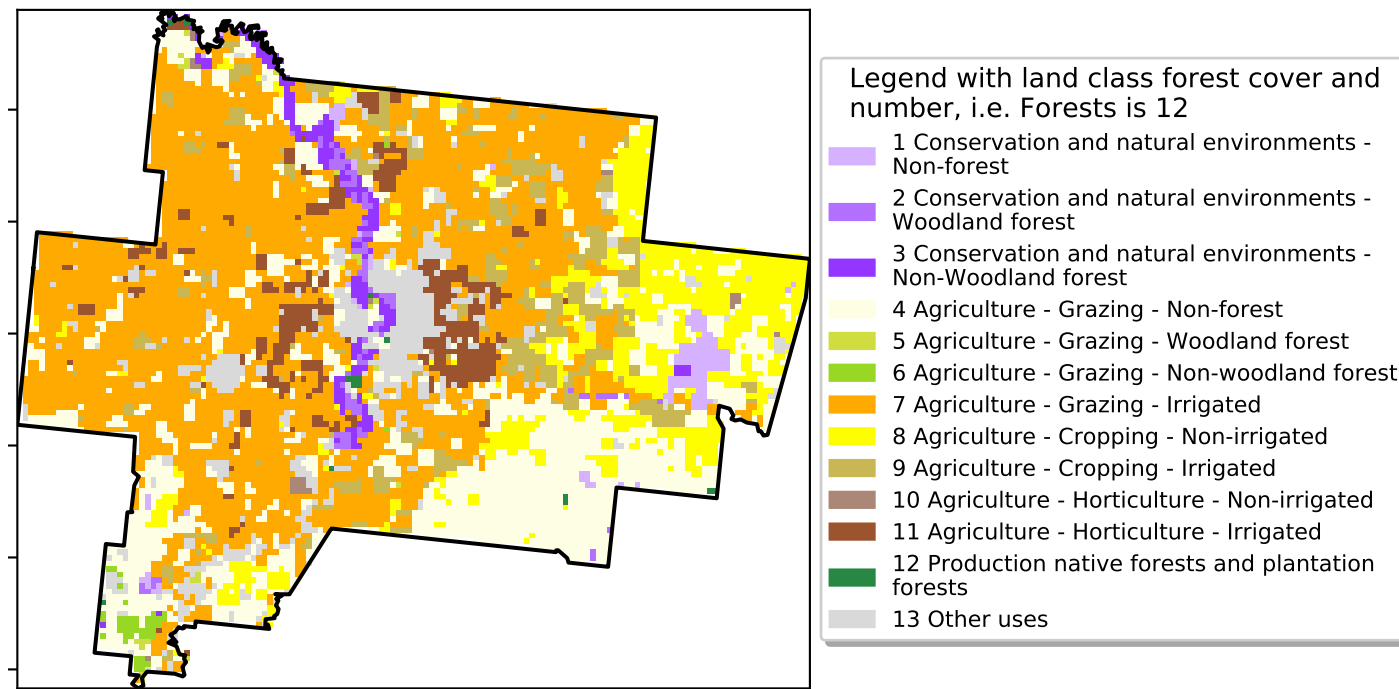 Legend with land class forest cover and
number, i.e. Forests is 12
1 Conservation and natural environments -
Non-forest
2 Conservation and natural environments -
Woodland forest
3 Conservation and natural environments -
Non-Woodland forest
4 Agriculture - Grazing - Non-forest
5 Agriculture - Grazing - Woodland forest
6 Agriculture - Grazing - Non-woodland forest
7 Agriculture - Grazing - Irrigated
8 Agriculture - Cropping - Non-irrigated
9 Agriculture - Cropping - Irrigated
10 Agriculture - Horticulture - Non-irrigated
11 Agriculture - Horticulture - Irrigated
12 Production native forests and plantation
forests
13 Other uses